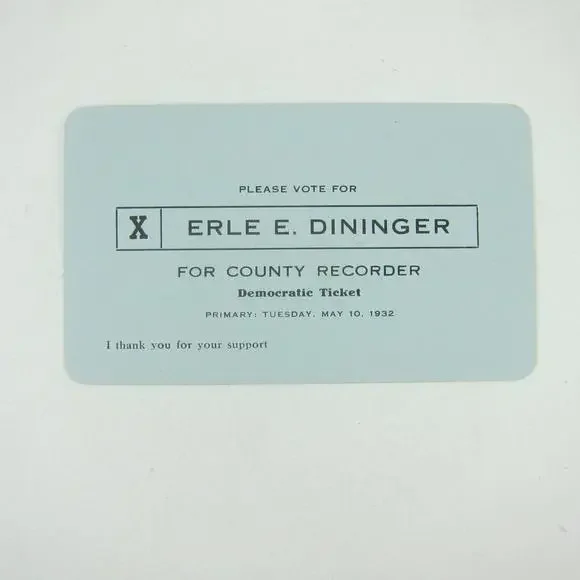 PLEASE VOTE FOR
X ERLE E. DININGER
FOR COUNTY RECORDER
Democratic Ticket
PRIMARY: TUESDAY, MAY 10, 1932
I thank you for your support